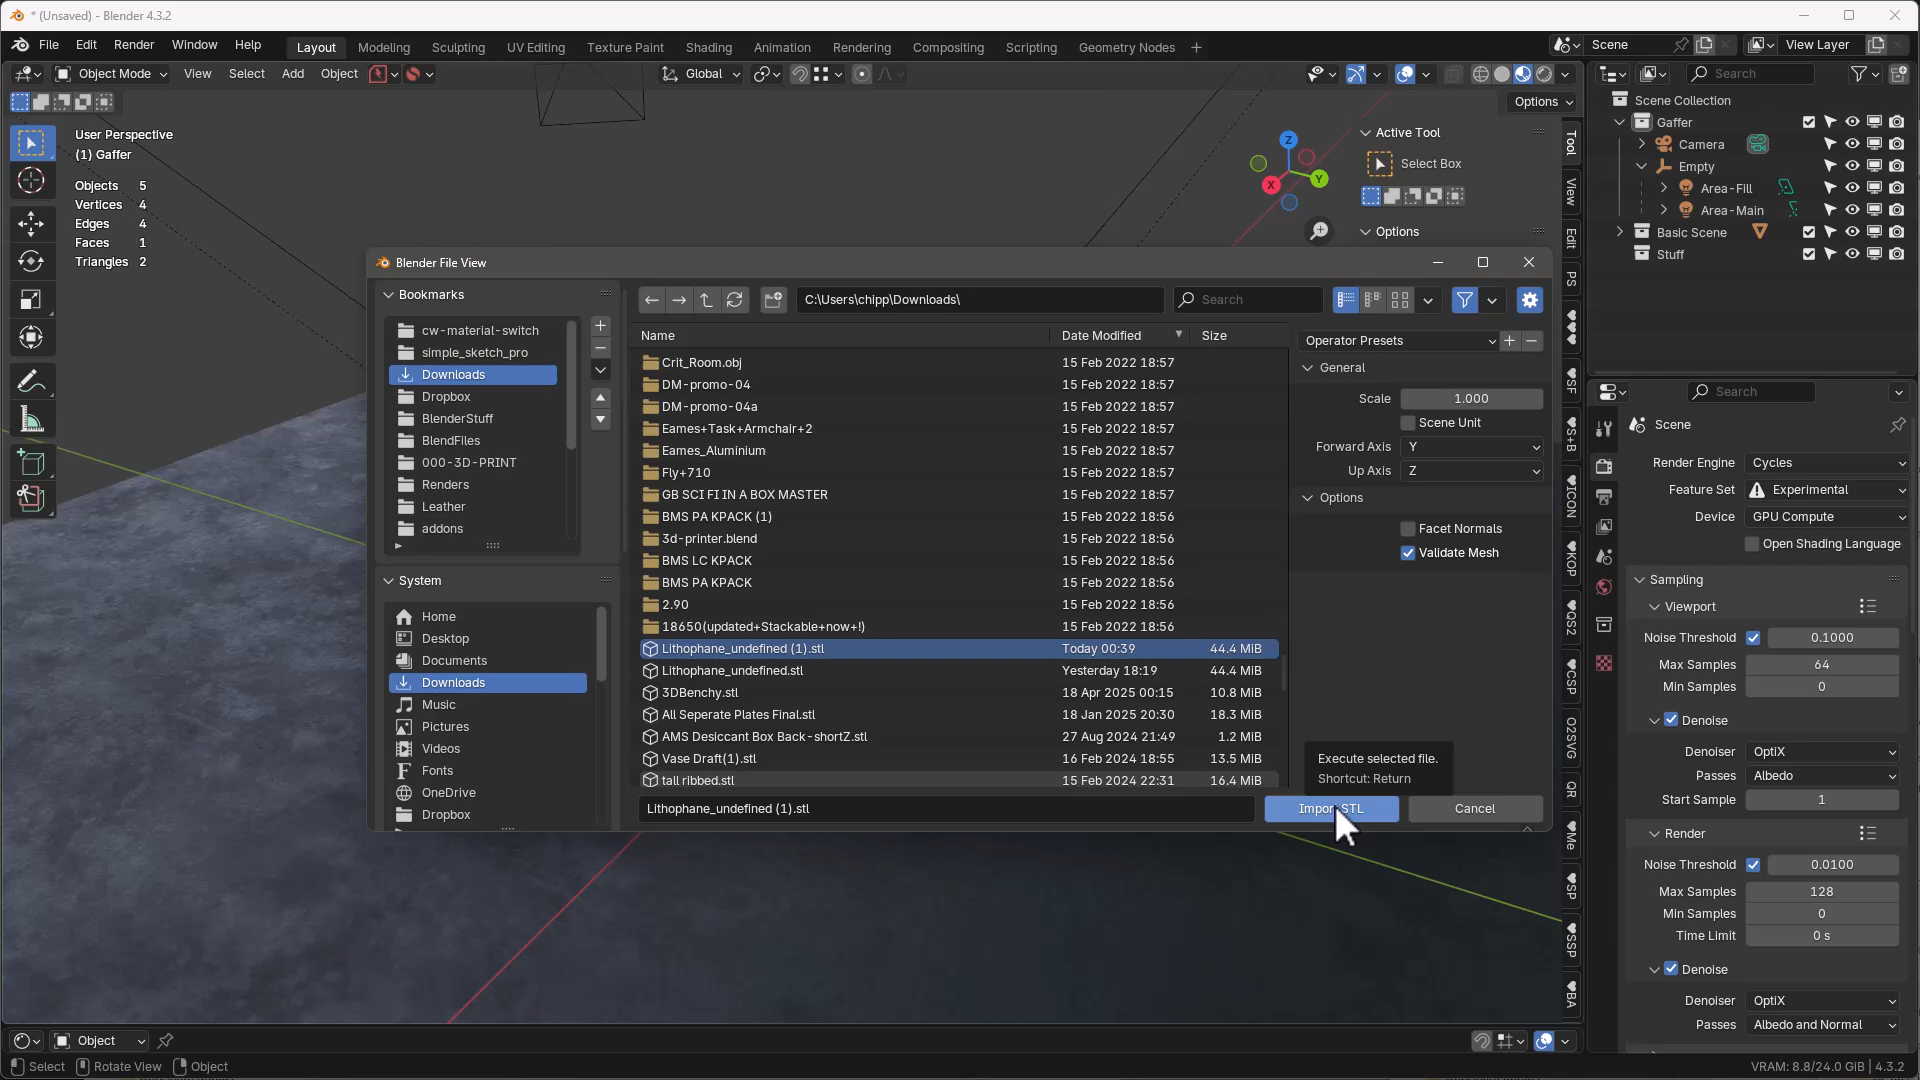 * (Unsaved) - Blender 4.3.2
File Edit Render Window Help Layout Modeling Sculpting UV Editing Texture Paint Shading Animation Rendering Compositing Scripting Geometry Nodes + Scene View Layer
Object Mode View Select Add Object Global Search
Options
User Perspective
(1) Gaffer
Objects 5
Vertices 4
Edges 4
Faces 1
Triangles 2
Z
X
Y
Active Tool
Select Box
Options
Tool
View
Edit
PS
SF
S+B
ICON
KOP
QS2
CSP
O2SVG
QR
Me
SP
SSP
BA
Scene Collection
Gaffer
Camera
Empty
Area-Fill
Area-Main
Basic Scene
Stuff
Blender File View
Bookmarks
cw-material-switch
simple_sketch_pro
Downloads
Dropbox
BlenderStuff
BlendFiles
000-3D-PRINT
Renders
Leather
addons
System
Home
Desktop
Documents
Downloads
Music
Pictures
Videos
Fonts
OneDrive
Dropbox
C:\Users\chipp\Downloads\ Search
Name Date Modified Size
Crit_Room.obj 15 Feb 2022 18:57
DM-promo-04 15 Feb 2022 18:57
DM-promo-04a 15 Feb 2022 18:57
Eames+Task+Armchair+2 15 Feb 2022 18:57
Eames_Aluminium 15 Feb 2022 18:57
Fly+710 15 Feb 2022 18:57
GB SCI FI IN A BOX MASTER 15 Feb 2022 18:57
BMS PA KPACK (1) 15 Feb 2022 18:56
3d-printer.blend 15 Feb 2022 18:56
BMS LC KPACK 15 Feb 2022 18:56
BMS PA KPACK 15 Feb 2022 18:56
2.90 15 Feb 2022 18:56
18650(updated+Stackable+now+!) 15 Feb 2022 18:56
Lithophane_undefined (1).stl Today 00:39 44.4 MiB
Lithophane_undefined.stl Yesterday 18:19 44.4 MiB
3DBenchy.stl 18 Apr 2025 00:15 10.8 MiB
All Seperate Plates Final.stl 18 Jan 2025 20:30 18.3 MiB
AMS Desiccant Box Back-shortZ.stl 27 Aug 2024 21:49 1.2 MiB
Vase Draft(1).stl 16 Feb 2024 18:55 13.5 MiB
tall ribbed.stl 15 Feb 2024 22:31 16.4 MiB
Lithophane_undefined (1).stl Import STL Cancel
Operator Presets
General
Scale 1.000
Scene Unit
Forward Axis Y
Up Axis Z
Options
Facet Normals
Validate Mesh
Execute selected file.
Shortcut: Return
Search
Scene
Render Engine Cycles
Feature Set Experimental
Device GPU Compute
Open Shading Language
Sampling
Viewport
Noise Threshold 0.1000
Max Samples 64
Min Samples 0
Denoise
Denoiser OptiX
Passes Albedo
Start Sample 1
Render
Noise Threshold 0.0100
Max Samples 128
Min Samples 0
Time Limit 0 s
Denoise
Denoiser OptiX
Passes Albedo and Normal
Object
Select Rotate View Object VRAM: 8.8/24.0 GiB | 4.3.2